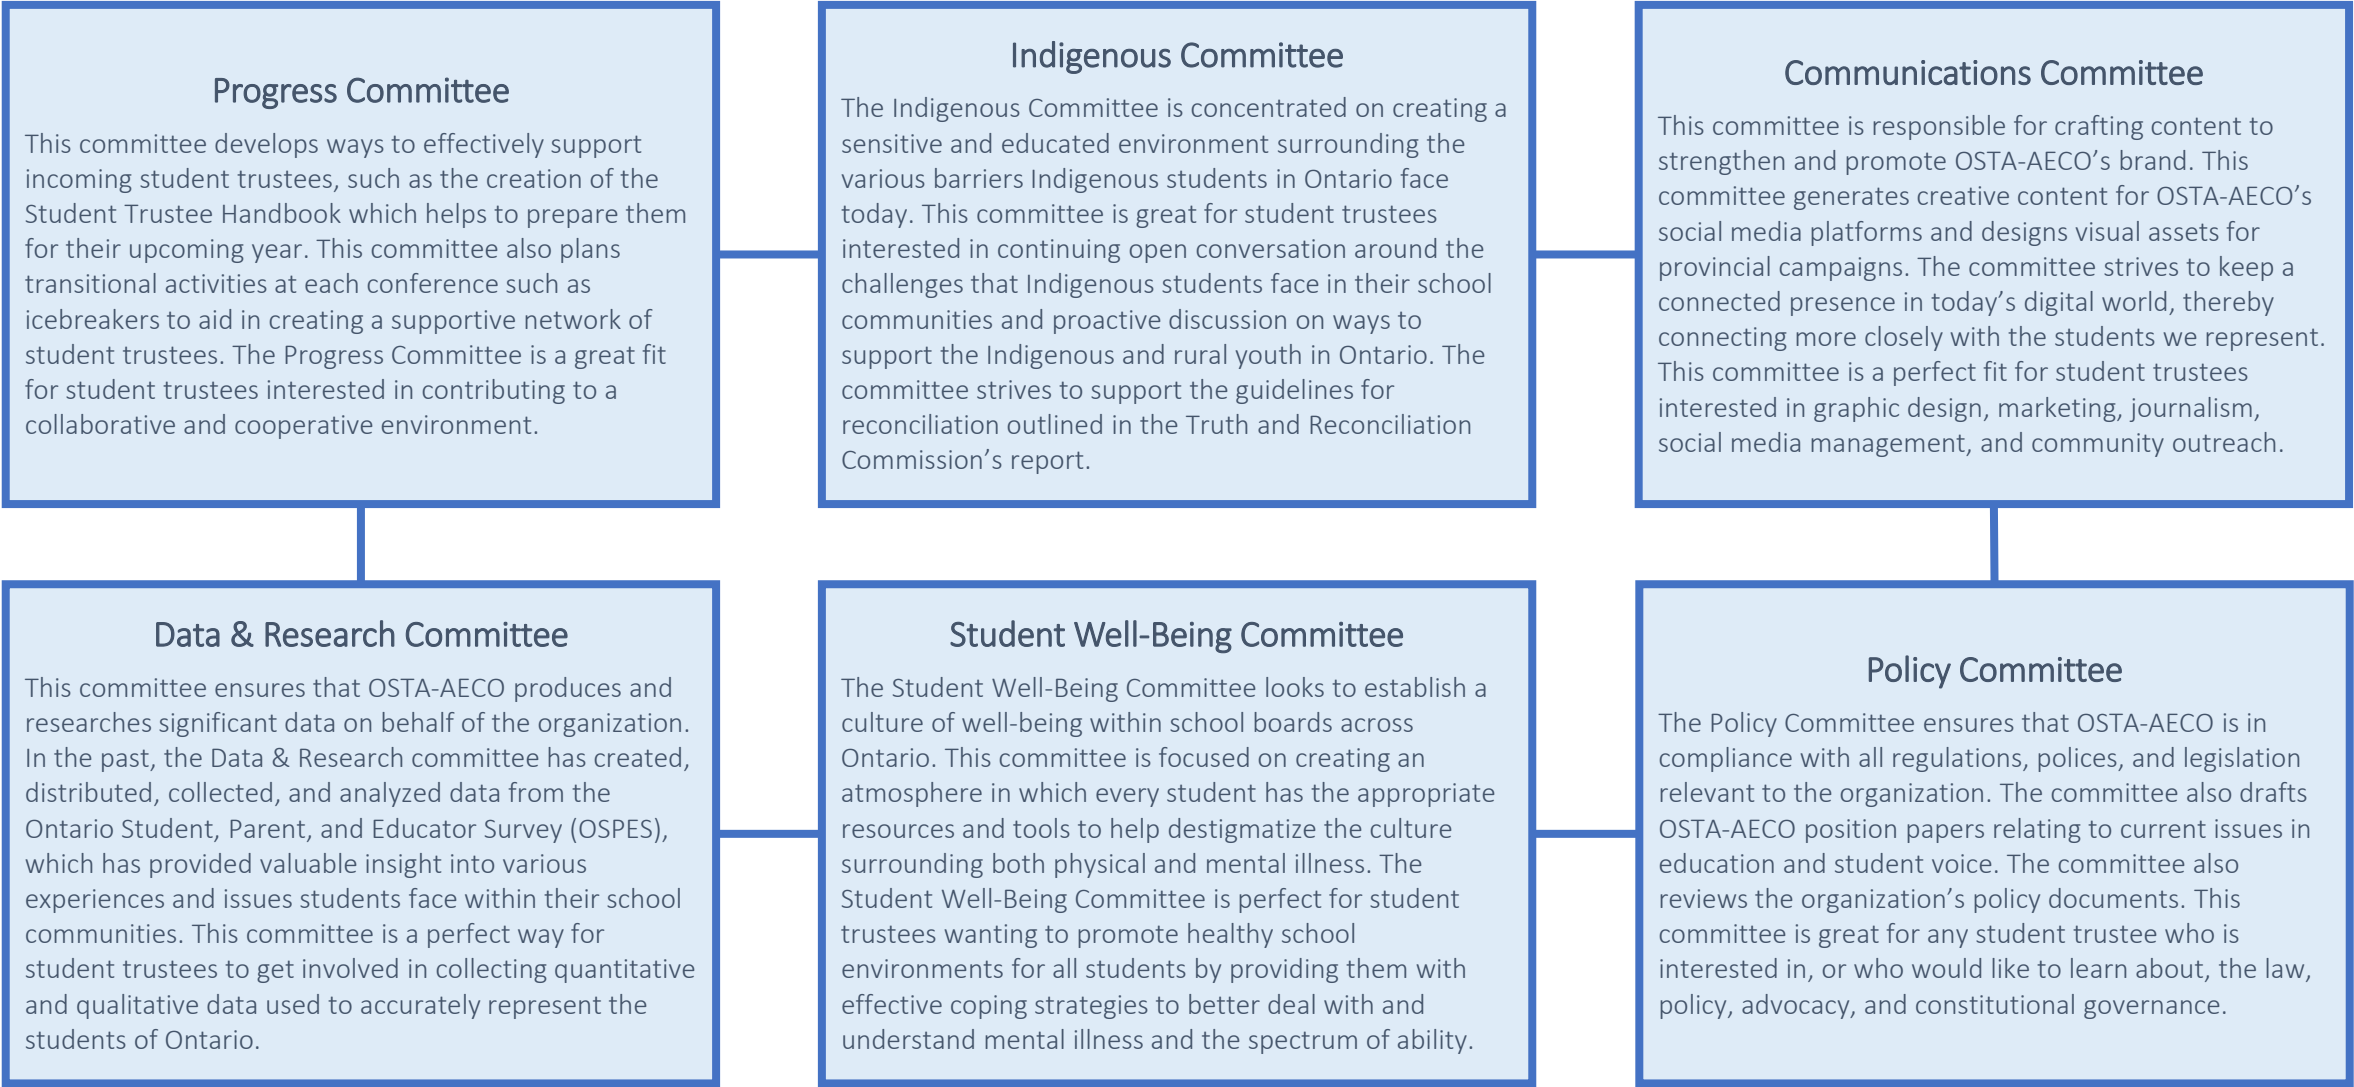 Progress Committee
This committee develops ways to effectively support
incoming student trustees, such as the creation of the
Student Trustee Handbook which helps to prepare them
for their upcoming year. This committee also plans
transitional activities at each conference such as
icebreakers to aid in creating a supportive network of
student trustees. The Progress Committee is a great fit
for student trustees interested in contributing to a
collaborative and cooperative environment.
Indigenous Committee
The Indigenous Committee is concentrated on creating a
sensitive and educated environment surrounding the
various barriers Indigenous students in Ontario face
today. This committee is great for student trustees
interested in continuing open conversation around the
challenges that Indigenous students face in their school
communities and proactive discussion on ways to
support the Indigenous and rural youth in Ontario. The
committee strives to support the guidelines for
reconciliation outlined in the Truth and Reconciliation
Commission’s report.
Communications Committee
This committee is responsible for crafting content to
strengthen and promote OSTA-AECO’s brand. This
committee generates creative content for OSTA-AECO’s
social media platforms and designs visual assets for
provincial campaigns. The committee strives to keep a
connected presence in today’s digital world, thereby
connecting more closely with the students we represent.
This committee is a perfect fit for student trustees
interested in graphic design, marketing, journalism,
social media management, and community outreach.
Data & Research Committee
This committee ensures that OSTA-AECO produces and
researches significant data on behalf of the organization.
In the past, the Data & Research committee has created,
distributed, collected, and analyzed data from the
Ontario Student, Parent, and Educator Survey (OSPES),
which has provided valuable insight into various
experiences and issues students face within their school
communities. This committee is a perfect way for
student trustees to get involved in collecting quantitative
and qualitative data used to accurately represent the
students of Ontario.
Student Well-Being Committee
The Student Well-Being Committee looks to establish a
culture of well-being within school boards across
Ontario. This committee is focused on creating an
atmosphere in which every student has the appropriate
resources and tools to help destigmatize the culture
surrounding both physical and mental illness. The
Student Well-Being Committee is perfect for student
trustees wanting to promote healthy school
environments for all students by providing them with
effective coping strategies to better deal with and
understand mental illness and the spectrum of ability.
Policy Committee
The Policy Committee ensures that OSTA-AECO is in
compliance with all regulations, polices, and legislation
relevant to the organization. The committee also drafts
OSTA-AECO position papers relating to current issues in
education and student voice. The committee also
reviews the organization’s policy documents. This
committee is great for any student trustee who is
interested in, or who would like to learn about, the law,
policy, advocacy, and constitutional governance.